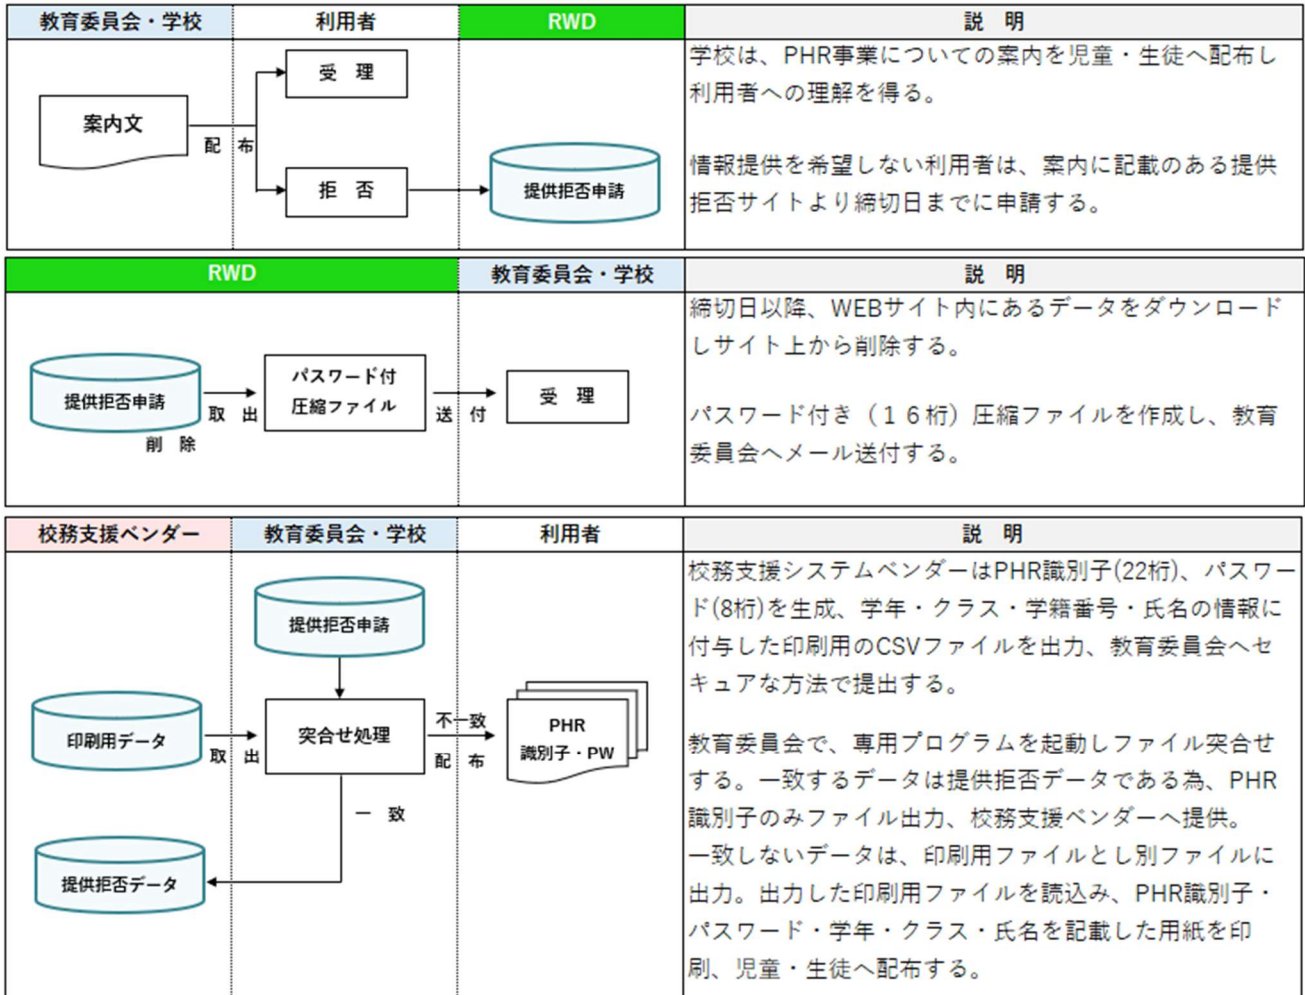 教育委員会・学校
利用者
RWD
説　明
案内文
配　布
受　理
拒　否
提供拒否申請
学校は、PHR事業についての案内を児童・生徒へ配布し
利用者への理解を得る。
情報提供を希望しない利用者は、案内に記載のある提供
拒否サイトより締切日までに申請する。
RWD
教育委員会・学校
説　明
提供拒否申請
削　除
取　出
パスワード付
圧縮ファイル
送　付
受　理
締切日以降、WEBサイト内にあるデータをダウンロード
しサイト上から削除する。
パスワード付き（１６桁）圧縮ファイルを作成し、教育
委員会へメール送付する。
校務支援ベンダー
教育委員会・学校
利用者
説　明
提供拒否申請
印刷用データ
取　出
突合せ処理
不一致
配　布
PHR
識別子・PW
一　致
提供拒否データ
校務支援システムベンダーはPHR識別子(22桁)、パスワー
ド(8桁)を生成、学年・クラス・学籍番号・氏名の情報に
付与した印刷用のCSVファイルを出力、教育委員会へセ
キュアな方法で提出する。
教育委員会で、専用プログラムを起動しファイル突合せ
する。一致するデータは提供拒否データである為、PHR
識別子のみファイル出力、校務支援ベンダーへ提供。
一致しないデータは、印刷用ファイルとし別ファイルに
出力。出力した印刷用ファイルを読込み、PHR識別子・
パスワード・学年・クラス・氏名を記載した用紙を印
刷、児童・生徒へ配布する。